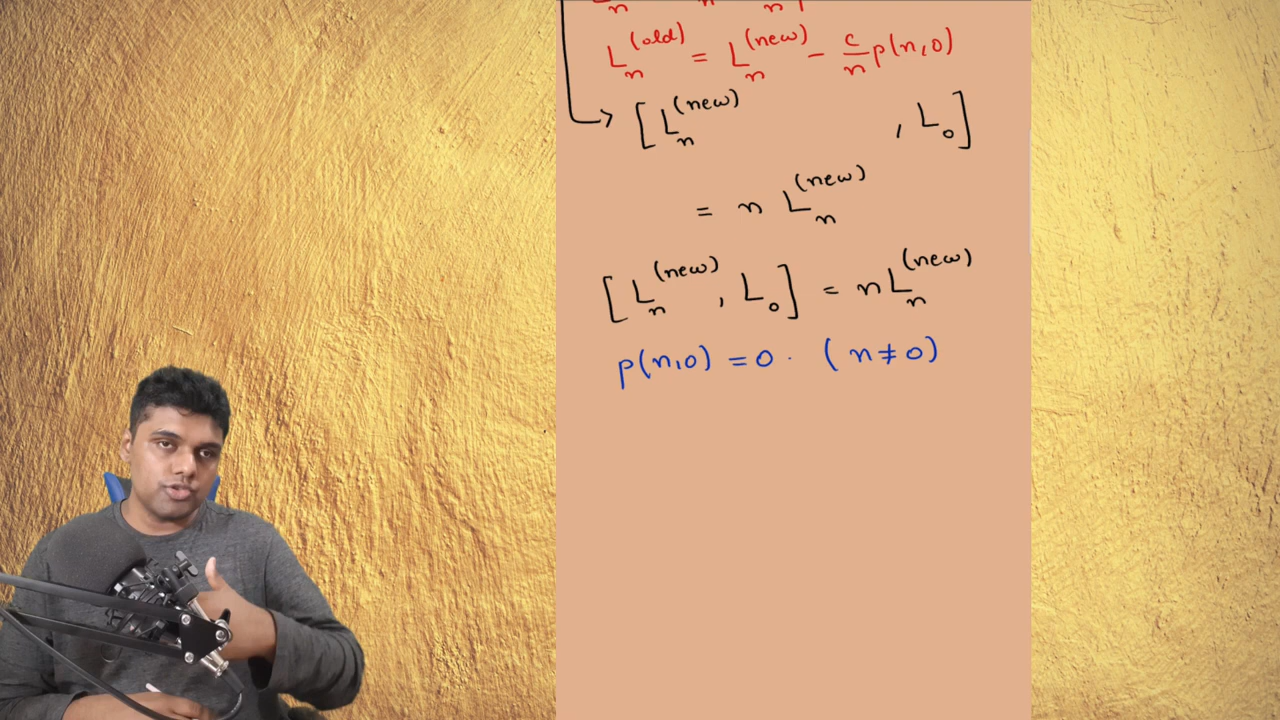 L_n^(old) = L_n^(new) - c/n p(n,0)
[L_n^(new) , L_0]
= n L_n^(new)
[L_n^(new) , L_0] = n L_n^(new)
p(n,0) = 0 . (n ≠ 0)